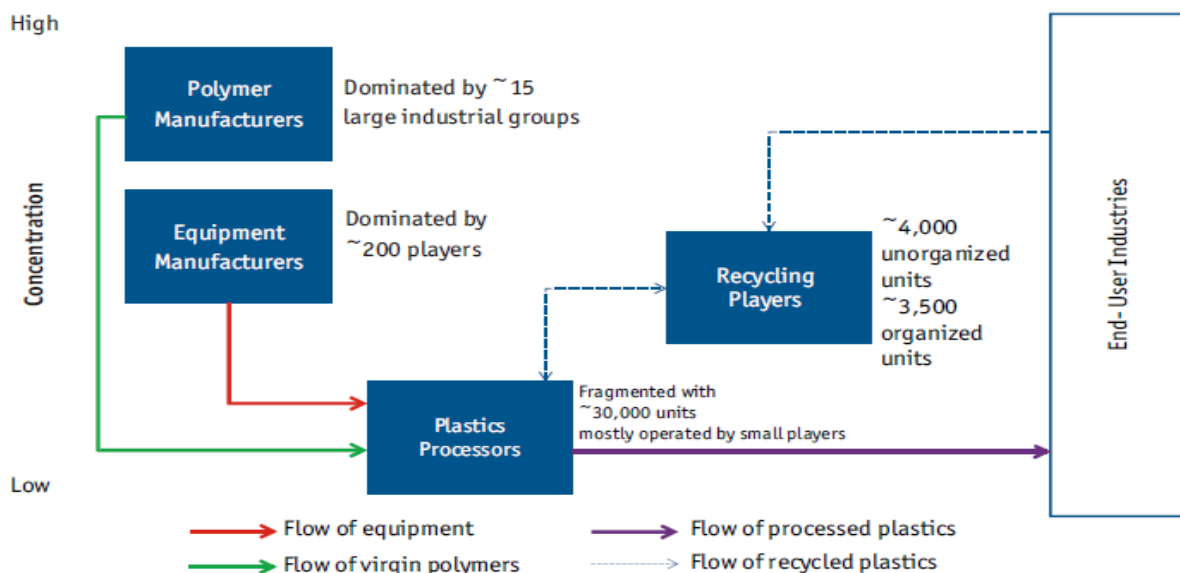 High
Polymer
Manufacturers
Dominated by ~ 15
large industrial groups
Concentration
Equipment
Manufacturers
Dominated by
~200 players
Recycling
Players
~4,000
unorganized
units
~3,500
organized
units
End- User Industries
Plastics
Processors
Fragmented with
~30,000 units
mostly operated by small players
Low
Flow of equipment
Flow of processed plastics
Flow of virgin polymers
Flow of recycled plastics